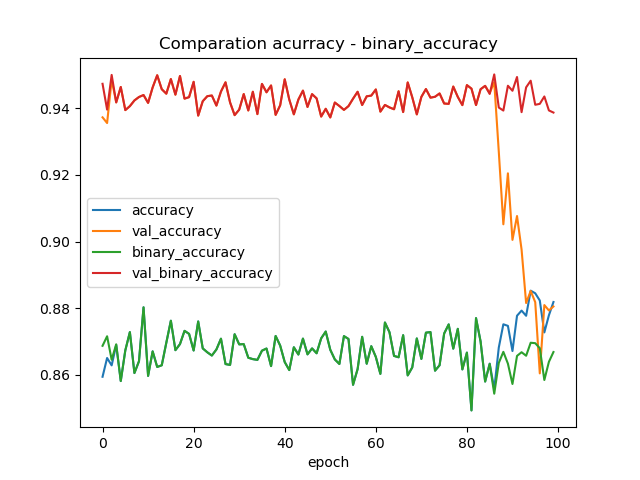 Comparation acurracy - binary_accuracy
0.94
0.92
0.90
0.88
0.86
accuracy
val_accuracy
binary_accuracy
val_binary_accuracy
0 20 40 60 80 100
epoch